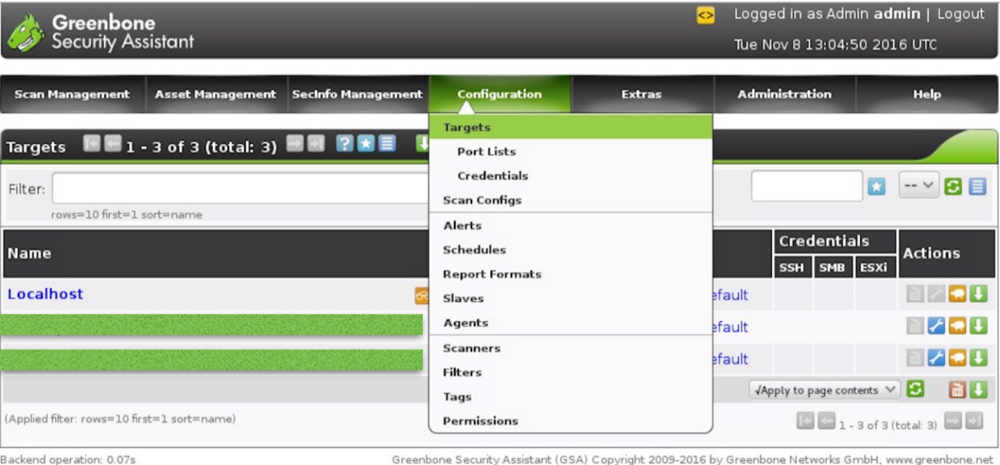 Greenbone
Security Assistant
<> Logged in as Admin admin | Logout
Tue Nov 8 13:04:50 2016 UTC
Scan Management Asset Management SecInfo Management Configuration Extras Administration Help
Targets 1 - 3 of 3 (total: 3) ?
Targets
Port Lists
Credentials
Scan Configs
Alerts
Schedules
Report Formats
Slaves
Agents
Scanners
Filters
Tags
Permissions
Filter: --
rows=10 first=1 sort=name
Name Credentials Actions
SSH SMB ESXi
Localhost efault
efault
efault
√Apply to page contents
(Applied filter: rows=10 first=1 sort=name) 1 - 3 of 3 (total: 3)
Backend operation: 0.07s Greenbone Security Assistant (GSA) Copyright 2009-2016 by Greenbone Networks GmbH, www.greenbone.net